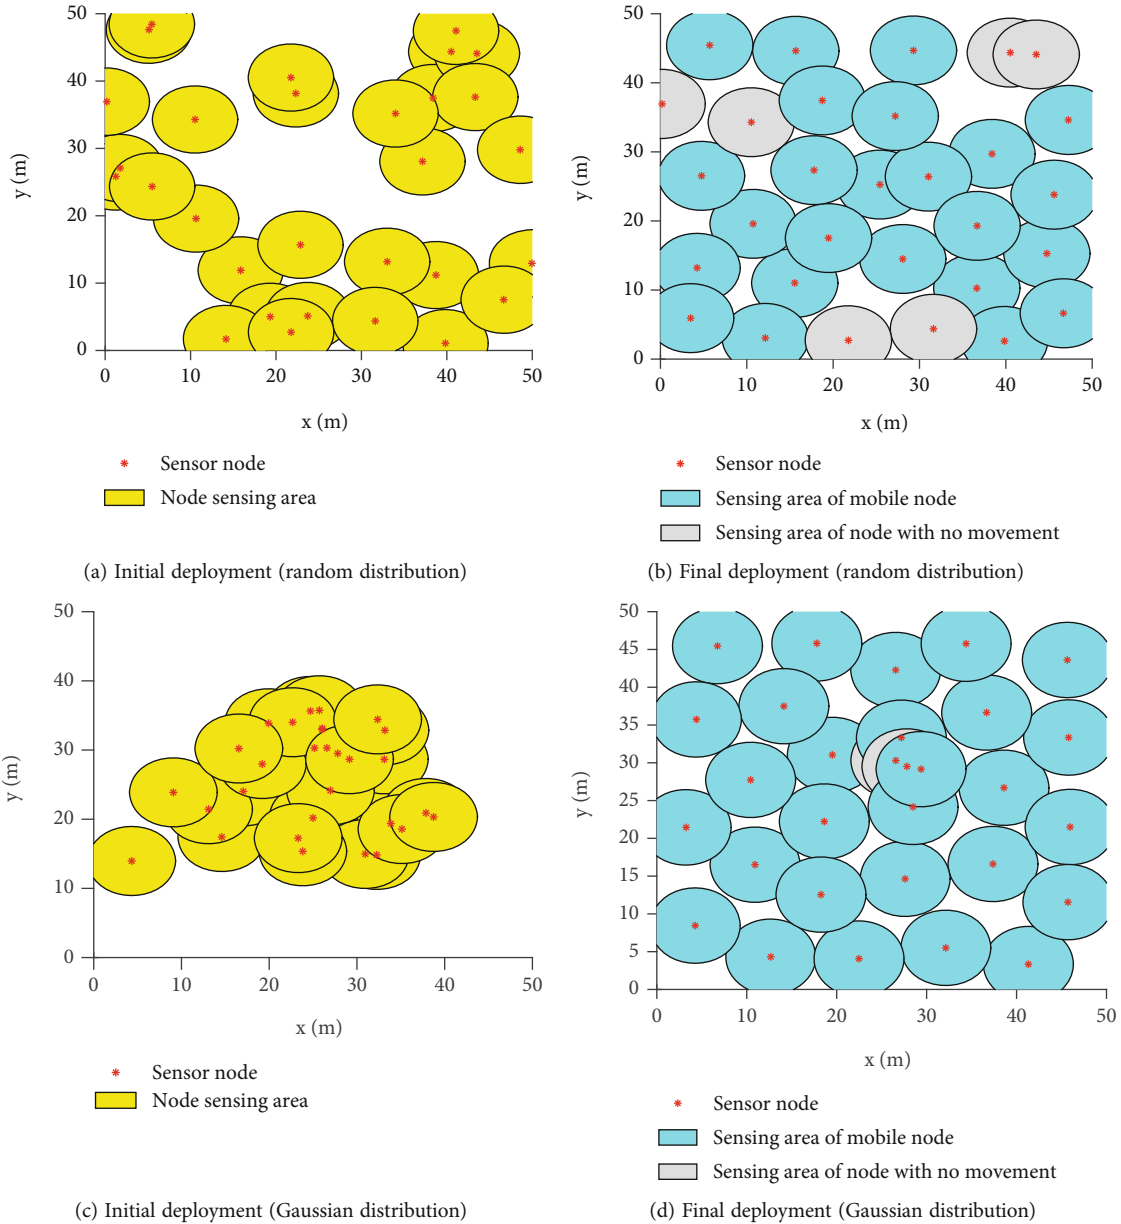 50
40
30
20
10
0
y (m)
0 10 20 30 40 50
x (m)
Sensor node
Node sensing area
(a) Initial deployment (random distribution)
50
40
30
20
10
0
y (m)
0 10 20 30 40 50
x (m)
Sensor node
Sensing area of mobile node
Sensing area of node with no movement
(b) Final deployment (random distribution)
50
40
30
20
10
0
y (m)
0 10 20 30 40 50
x (m)
Sensor node
Node sensing area
(c) Initial deployment (Gaussian distribution)
50
45
40
35
30
25
20
15
10
5
0
y (m)
0 10 20 30 40 50
x (m)
Sensor node
Sensing area of mobile node
Sensing area of node with no movement
(d) Final deployment (Gaussian distribution)